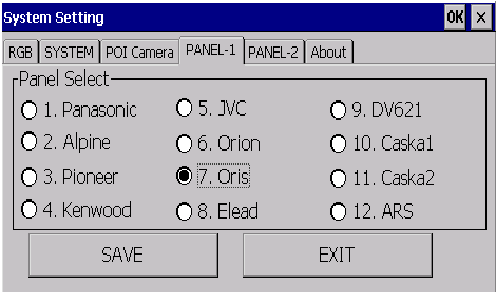 System Setting OK ×
RGB SYSTEM POI Camera PANEL-1 PANEL-2 About
Panel Select
1. Panasonic 5. JVC 9. DV621
2. Alpine 6. Orion 10. Caska1
3. Pioneer 7. Oris 11. Caska2
4. Kenwood 8. Elead 12. ARS
SAVE EXIT